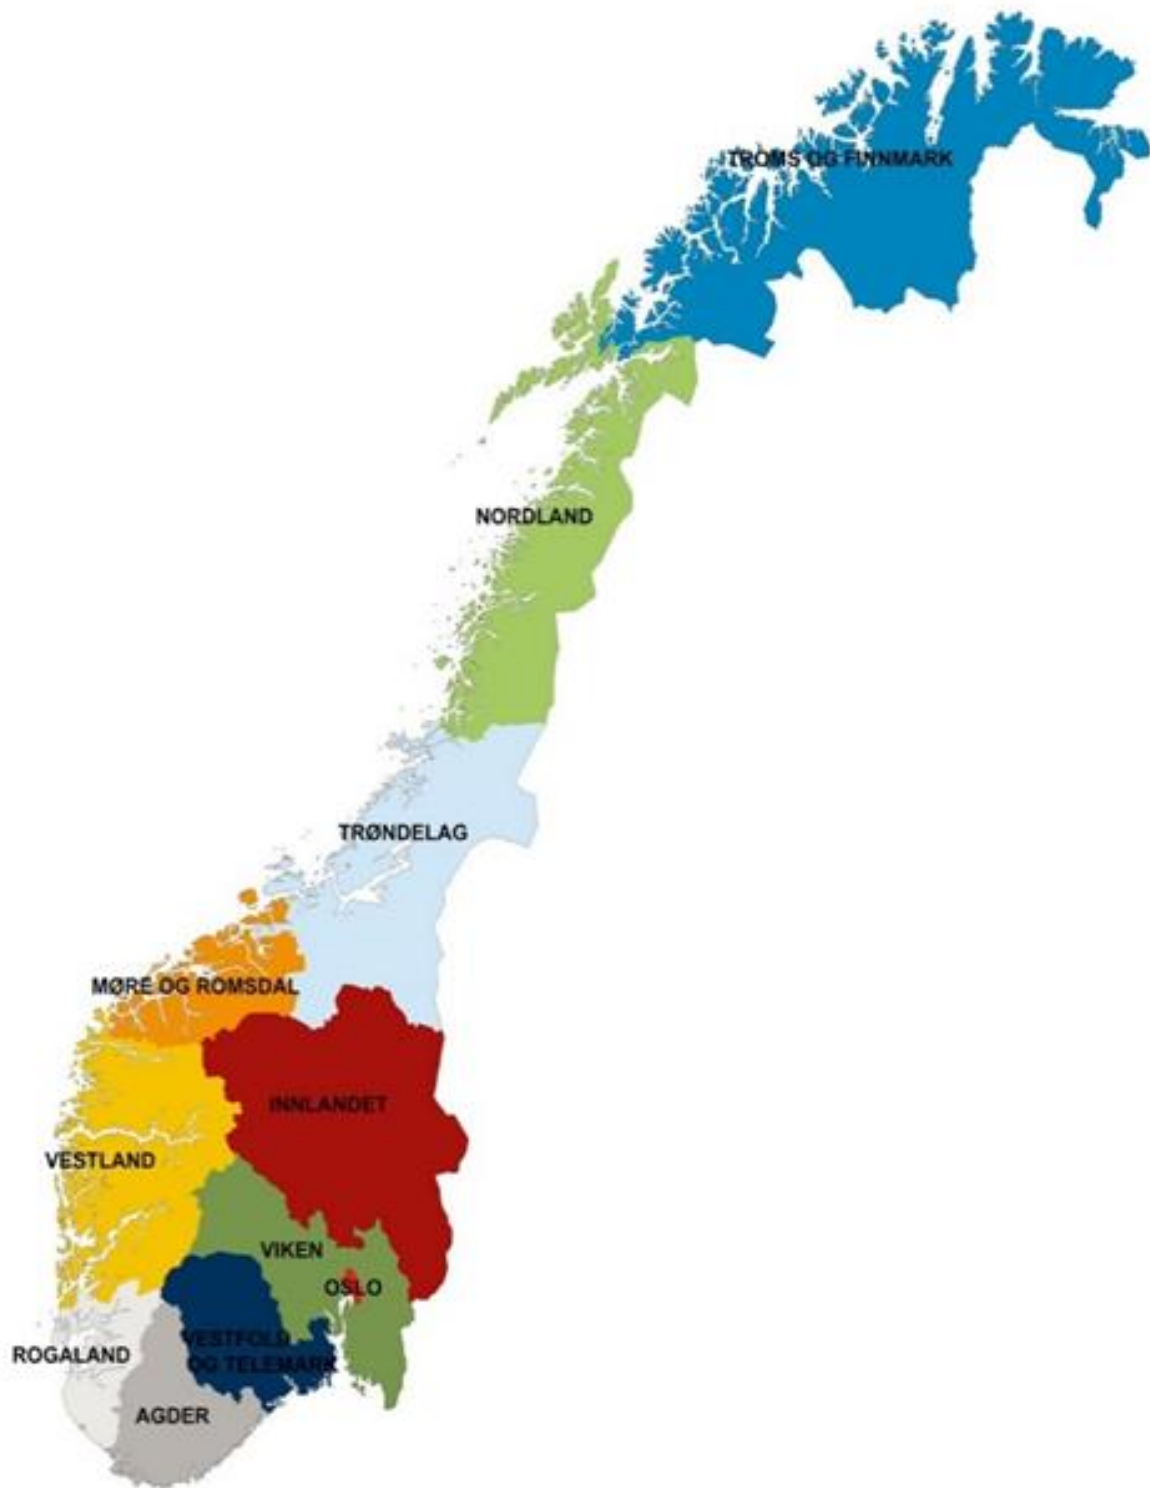 TROMS OG FINNMARK
NORDLAND
TRØNDELAG
MØRE OG ROMSDAL
INNLANDET
VESTLAND
VIKEN
OSLO
VESTFOLD
OG TELEMARK
ROGALAND
AGDER